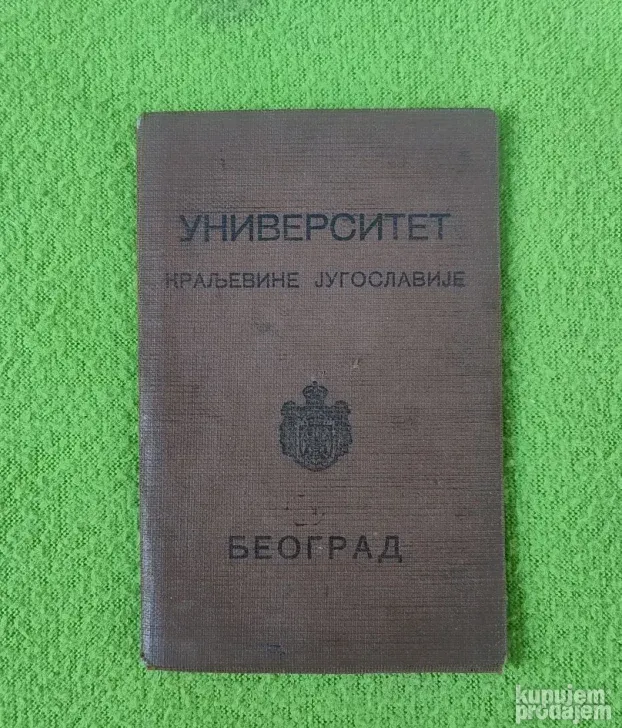 УНИВЕРСИТЕТ
КРАЉЕВИНЕ ЈУГОСЛАВИЈЕ
БЕОГРАД
kupujem
prodajem